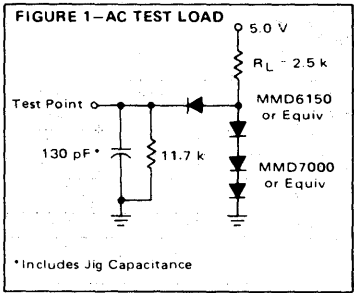 FIGURE 1—AC TEST LOAD
5.0 V
RL - 2.5 k
Test Point
MMD6150
or Equiv
130 pF*
11.7 k
MMD7000
or Equiv
*Includes Jig Capacitance